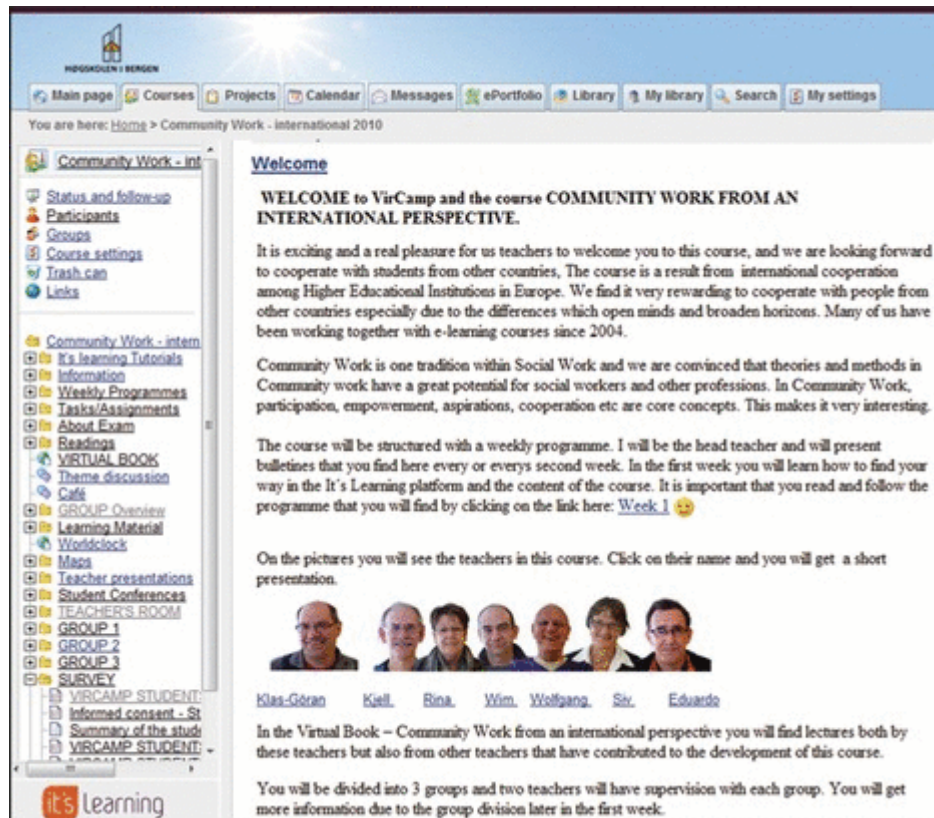 HØGSKOLEN I BERGEN
Main page Courses Projects Calendar Messages ePortfolio Library My library Search My settings
You are here: Home > Community Work - international 2010
Community Work - int
Status and follow-up
Participants
Groups
Course settings
Trash can
Links
Community Work - intern
It's learning Tutorials
Information
Weekly Programmes
Tasks/Assignments
About Exam
Readings
VIRTUAL BOOK
Theme discussion
Café
GROUP Overview
Learning Material
Worldclock
Maps
Teacher presentations
Student Conferences
TEACHER'S ROOM
GROUP 1
GROUP 2
GROUP 3
SURVEY
VIRCAMP STUDENT:
Informed consent - St
Summary of the stude
VIRCAMP STUDENT:
VIRCAMP STUDENT:
it's learning
Welcome
WELCOME to VirCamp and the course COMMUNITY WORK FROM AN
INTERNATIONAL PERSPECTIVE.
It is exciting and a real pleasure for us teachers to welcome you to this course, and we are looking forward
to cooperate with students from other countries, The course is a result from international cooperation
among Higher Educational Institutions in Europe. We find it very rewarding to cooperate with people from
other countries especially due to the differences which open minds and broaden horizons. Many of us have
been working together with e-learning courses since 2004.
Community Work is one tradition within Social Work and we are convinced that theories and methods in
Community work have a great potential for social workers and other professions. In Community Work,
participation, empowerment, aspirations, cooperation etc are core concepts. This makes it very interesting.
The course will be structured with a weekly programme. I will be the head teacher and will present
bulletines that you find here every or everys second week. In the first week you will learn how to find your
way in the It´s Learning platform and the content of the course. It is important that you read and follow the
programme that you will find by clicking on the link here: Week 1
On the pictures you will see the teachers in this course. Click on their name and you will get a short
presentation.
Klas-Göran Kjell Rina Wim Wolfgang Siv Eduardo
In the Virtual Book – Community Work from an international perspective you will find lectures both by
these teachers but also from other teachers that have contributed to the development of this course.
You will be divided into 3 groups and two teachers will have supervision with each group. You will get
more information due to the group division later in the first week.